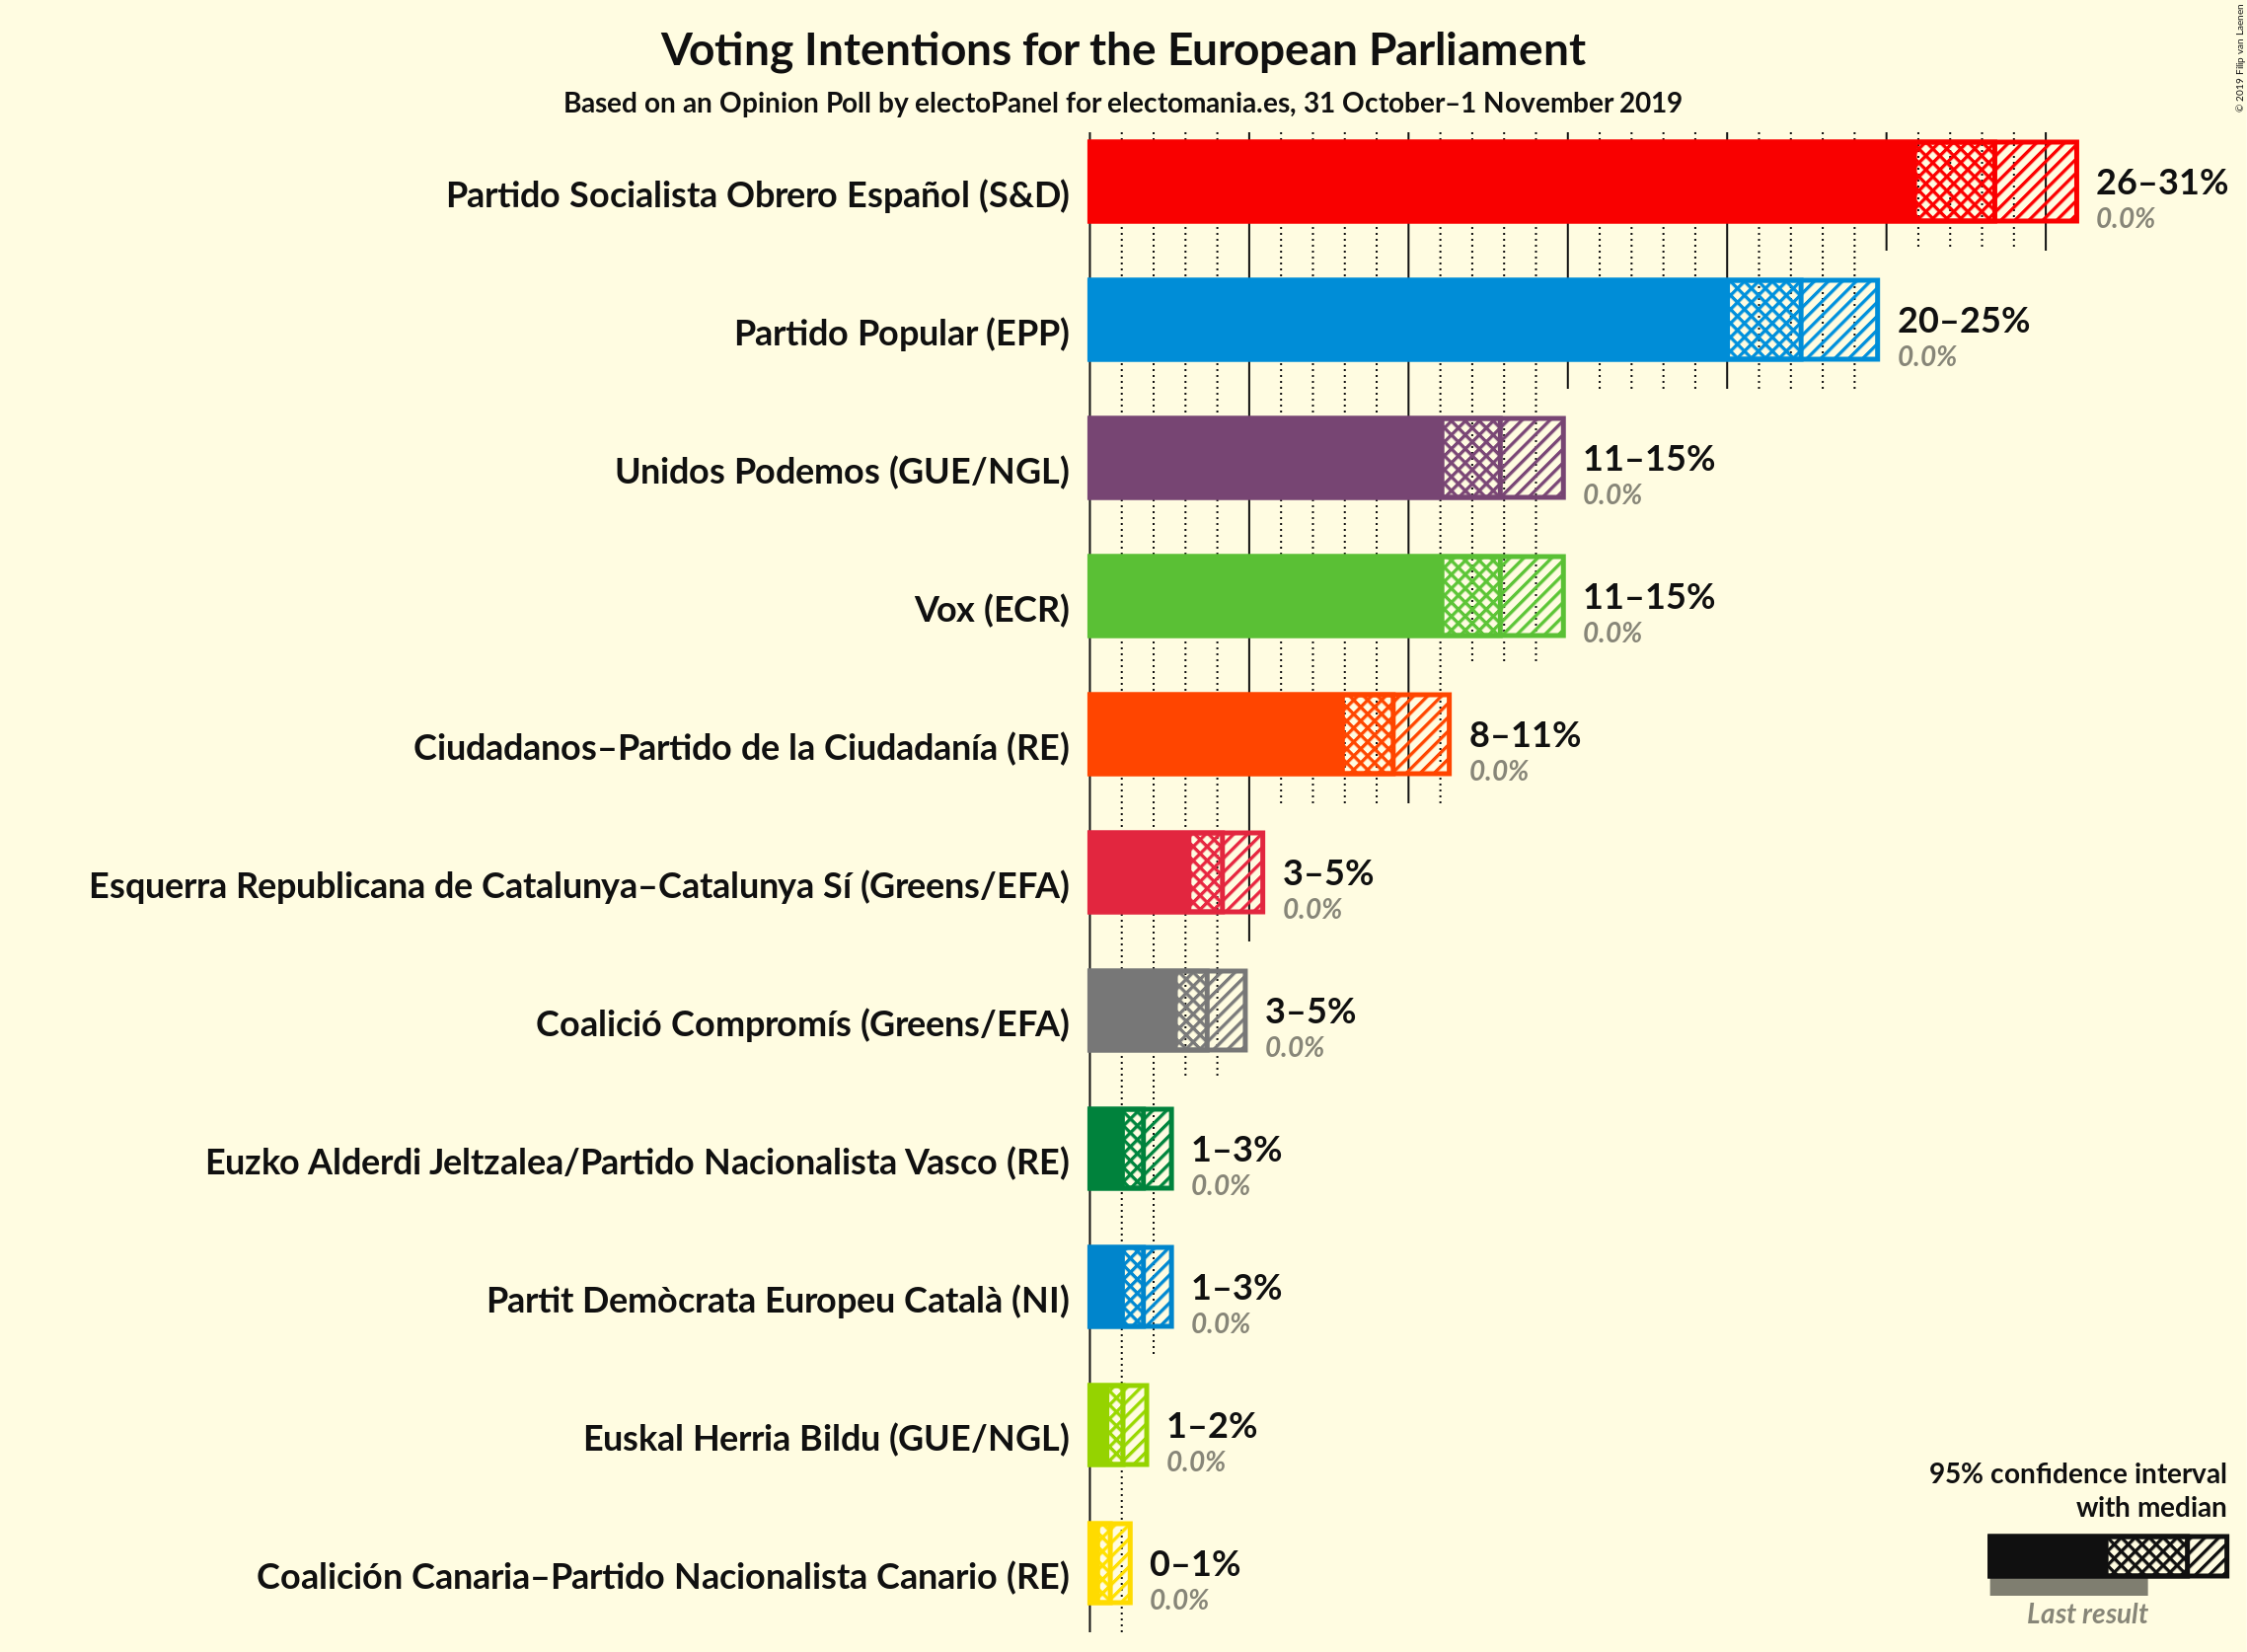 © 2019 Filip van Laenen
Voting Intentions for the European Parliament
Based on an Opinion Poll by electoPanel for electomania.es, 31 October–1 November 2019
Partido Socialista Obrero Español (S&D)
26–31%
0.0%
Partido Popular (EPP)
20–25%
0.0%
Unidos Podemos (GUE/NGL)
11–15%
0.0%
Vox (ECR)
11–15%
0.0%
Ciudadanos–Partido de la Ciudadanía (RE)
8–11%
0.0%
Esquerra Republicana de Catalunya–Catalunya Sí (Greens/EFA)
3–5%
0.0%
Coalició Compromís (Greens/EFA)
3–5%
0.0%
Euzko Alderdi Jeltzalea/Partido Nacionalista Vasco (RE)
1–3%
0.0%
Partit Demòcrata Europeu Català (NI)
1–3%
0.0%
Euskal Herria Bildu (GUE/NGL)
1–2%
0.0%
Coalición Canaria–Partido Nacionalista Canario (RE)
0–1%
0.0%
95% confidence interval
with median
Last result